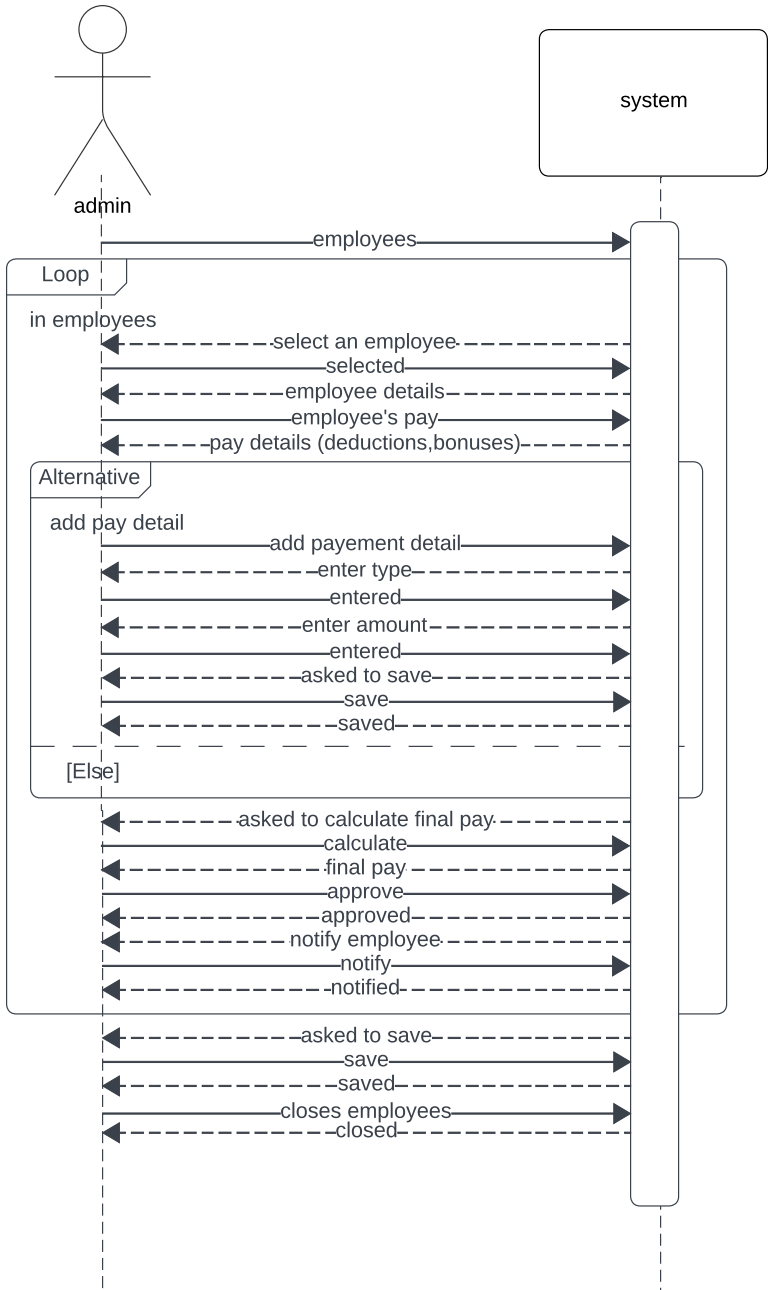 system
admin
employees
Loop
in employees
select an employee
selected
employee details
employee's pay
pay details (deductions,bonuses)
Alternative
add pay detail
add payement detail
enter type
entered
enter amount
entered
asked to save
save
saved
[Else]
asked to calculate final pay
calculate
final pay
approve
approved
notify employee
notify
notified
asked to save
save
saved
closes employees
closed